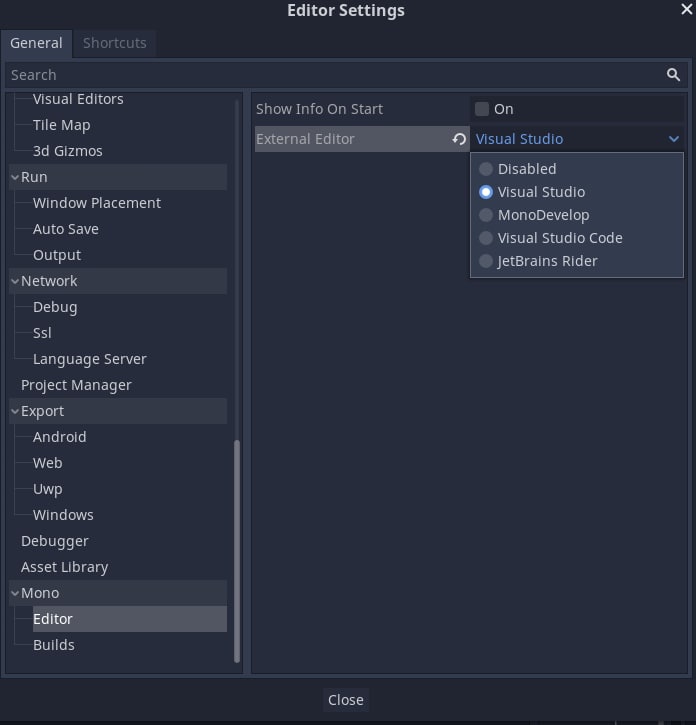 Editor Settings
General
Shortcuts
Search
Visual Editors
Tile Map
3d Gizmos
Run
Window Placement
Auto Save
Output
Network
Debug
Ssl
Language Server
Project Manager
Export
Android
Web
Uwp
Windows
Debugger
Asset Library
Mono
Editor
Builds
Show Info On Start
On
External Editor
Visual Studio
Disabled
Visual Studio
MonoDevelop
Visual Studio Code
JetBrains Rider
Close